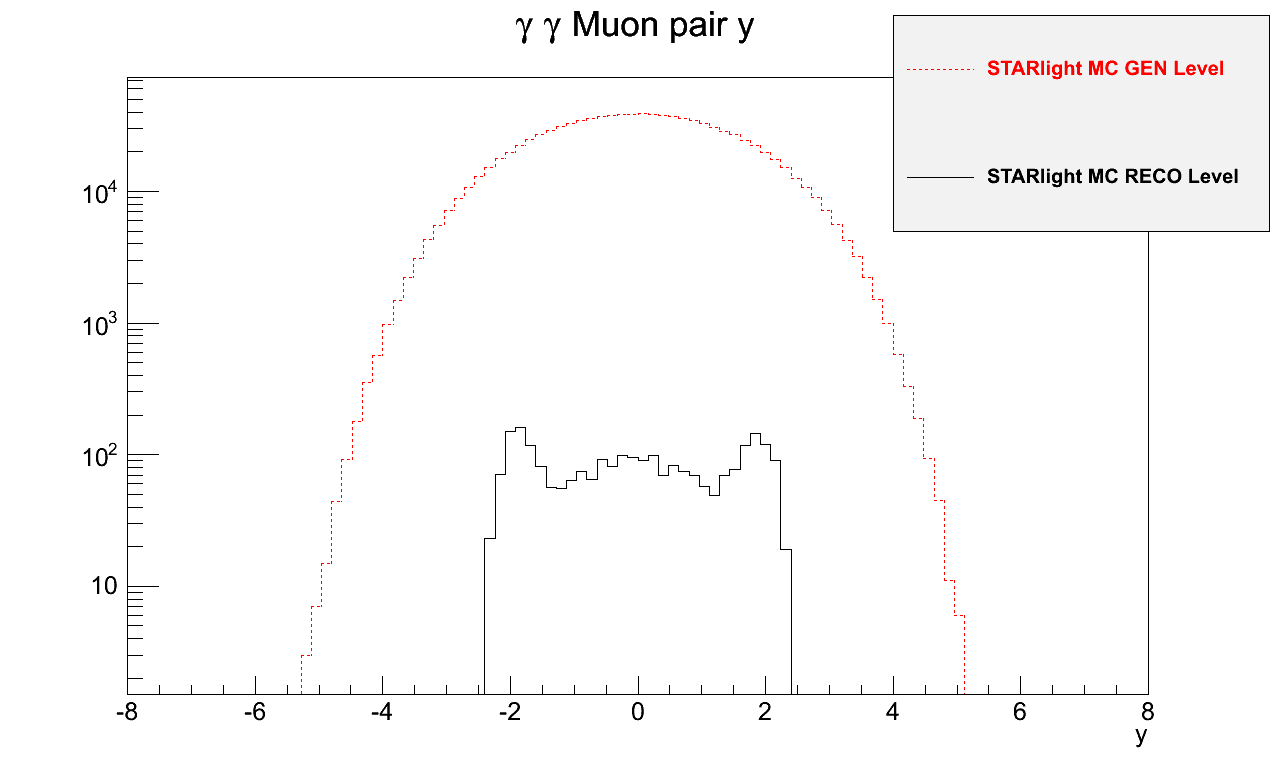 γ γ Muon pair y
STARlight MC GEN Level
STARlight MC RECO Level
10⁴
10³
10²
10
-8 -6 -4 -2 0 2 4 6 8
y